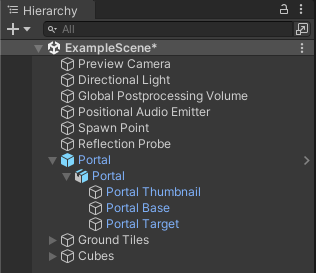 Hierarchy
All
ExampleScene*
Preview Camera
Directional Light
Global Postprocessing Volume
Positional Audio Emitter
Spawn Point
Reflection Probe
Portal
Portal
Portal Thumbnail
Portal Base
Portal Target
Ground Tiles
Cubes